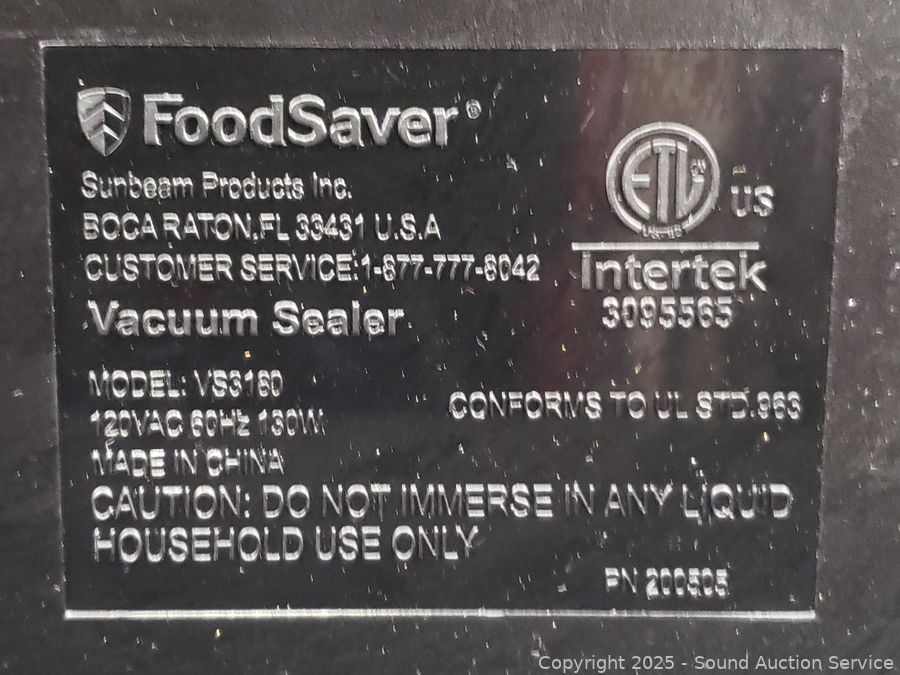 FoodSaver®
Sunbeam Products Inc.
BOCA RATON,FL 33431 U.S.A
CUSTOMER SERVICE:1-877-777-8042
ETL
US
Intertek
3095565
Vacuum Sealer
MODEL: VS3180
120VAC 60Hz 130W
CONFORMS TO UL STD.963
MADE IN CHINA
CAUTION: DO NOT IMMERSE IN ANY LIQUID
HOUSEHOLD USE ONLY
PN 200505
Copyright 2025 - Sound Auction Service